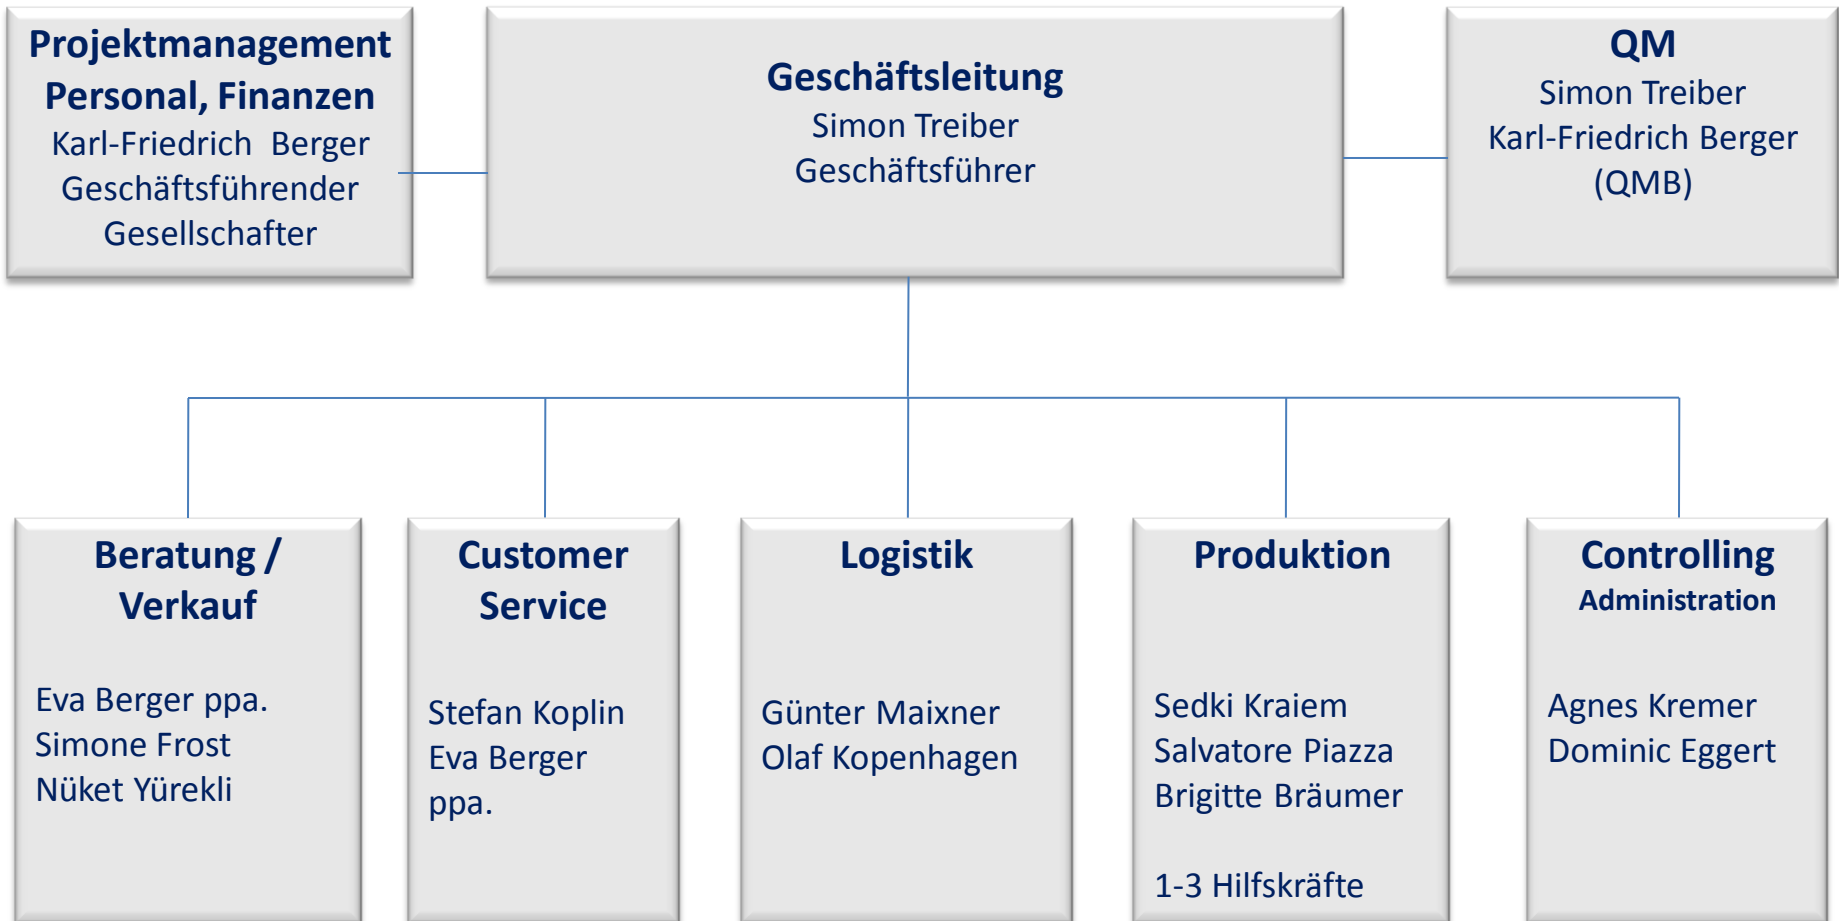 Projektmanagement
Personal, Finanzen
Karl-Friedrich Berger
Geschäftsführender
Gesellschafter
Geschäftsleitung
Simon Treiber
Geschäftsführer
QM
Simon Treiber
Karl-Friedrich Berger
(QMB)
Beratung /
Verkauf
Eva Berger ppa.
Simone Frost
Nüket Yürekli
Customer
Service
Stefan Koplin
Eva Berger
ppa.
Logistik
Günter Maixner
Olaf Kopenhagen
Produktion
Sedki Kraiem
Salvatore Piazza
Brigitte Bräumer
1-3 Hilfskräfte
Controlling
Administration
Agnes Kremer
Dominic Eggert